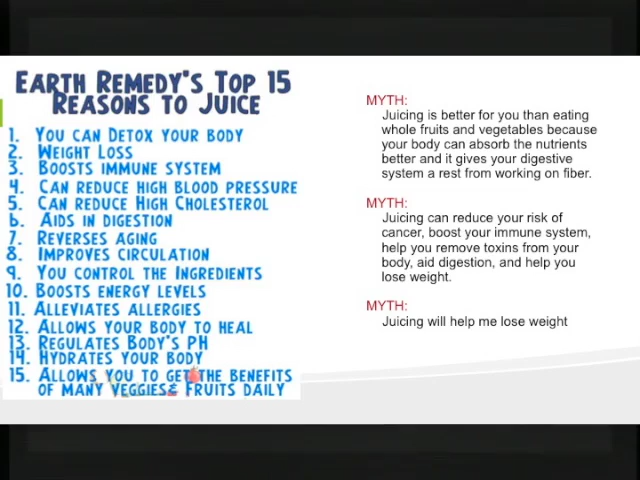 Earth Remedy's Top 15
Reasons to Juice
1. You can Detox your body
2. Weight Loss
3. Boosts immune system
4. Can reduce high blood pressure
5. Can reduce High Cholesterol
6. Aids in digestion
7. Reverses aging
8. Improves circulation
9. You control the Ingredients
10. Boosts energy levels
11. Alleviates allergies
12. Allows your body to heal
13. Regulates Body's pH
14. Hydrates your body
15. Allows you to get the benefits
of many veggies & fruits daily
MYTH:
Juicing is better for you than eating
whole fruits and vegetables because
your body can absorb the nutrients
better and it gives your digestive
system a rest from working on fiber.
MYTH:
Juicing can reduce your risk of
cancer, boost your immune system,
help you remove toxins from your
body, aid digestion, and help you
lose weight.
MYTH:
Juicing will help me lose weight